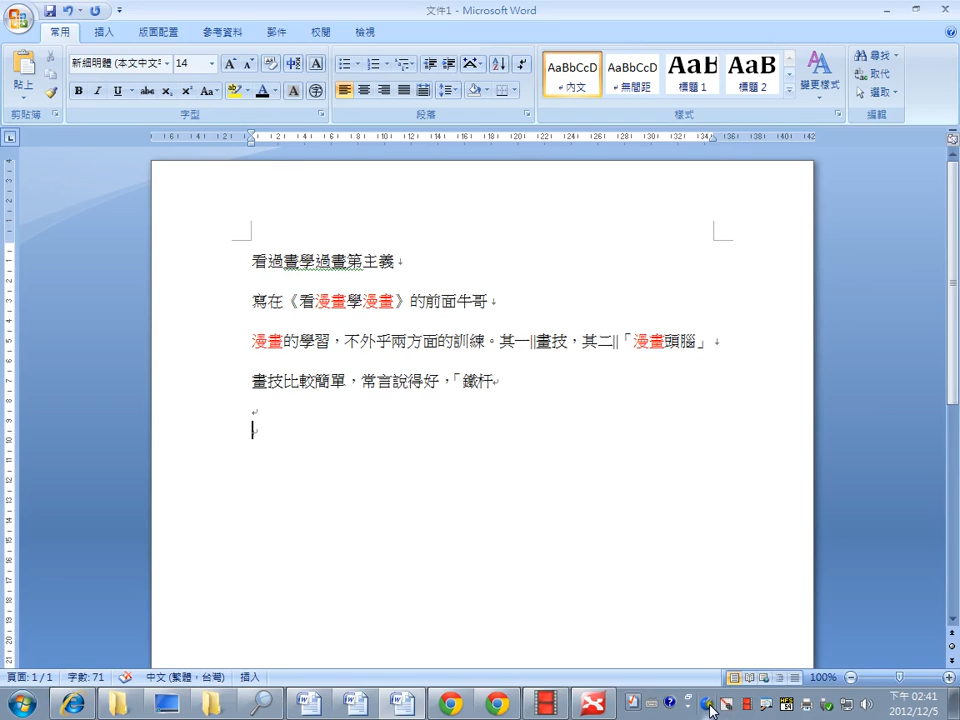 文件1 - Microsoft Word
常用 插入 版面配置 參考資料 郵件 校閱 檢視
貼上
剪貼簿
新細明體 (本文中文 14
B I U abc x₂ x² Aa A A
字型
段落
AaBbCcD AaBbCcD AaBbC AaBbC
內文 無間距 標題 1 標題 2
變更樣式
樣式
尋找
取代
選取
編輯
看過畫學過畫第主義
寫在《看漫畫學漫畫》的前面牛哥
漫畫的學習，不外乎兩方面的訓練。其一||畫技，其二||「漫畫頭腦」
畫技比較簡單，常言說得好，「鐵杆
頁面: 1 / 1 字數: 71 中文 (繁體，台灣) 插入 100%
下午 02:41
2012/12/5